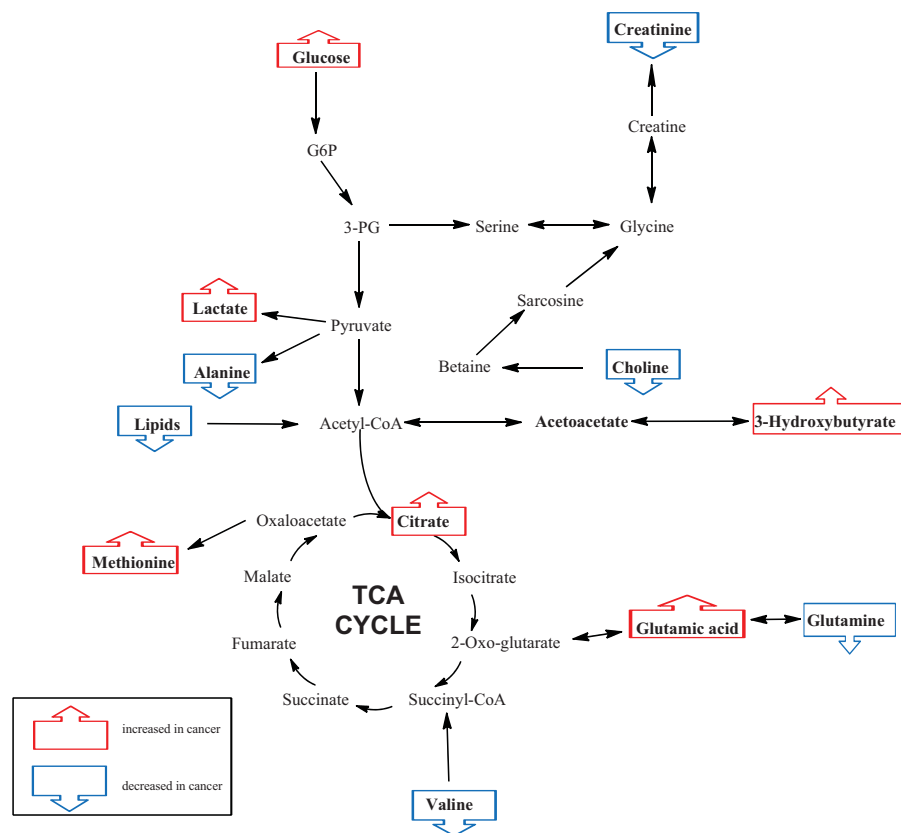 Glucose
Creatinine
Creatine
G6P
3-PG
Serine
Glycine
Sarcosine
Lactate
Pyruvate
Betaine
Choline
Alanine
Lipids
Acetyl-CoA
Acetoacetate
3-Hydroxybutyrate
Oxaloacetate
Citrate
Methionine
Malate
Isocitrate
TCA
CYCLE
Fumarate
2-Oxo-glutarate
Glutamic acid
Glutamine
Succinate
Succinyl-CoA
increased in cancer
decreased in cancer
Valine